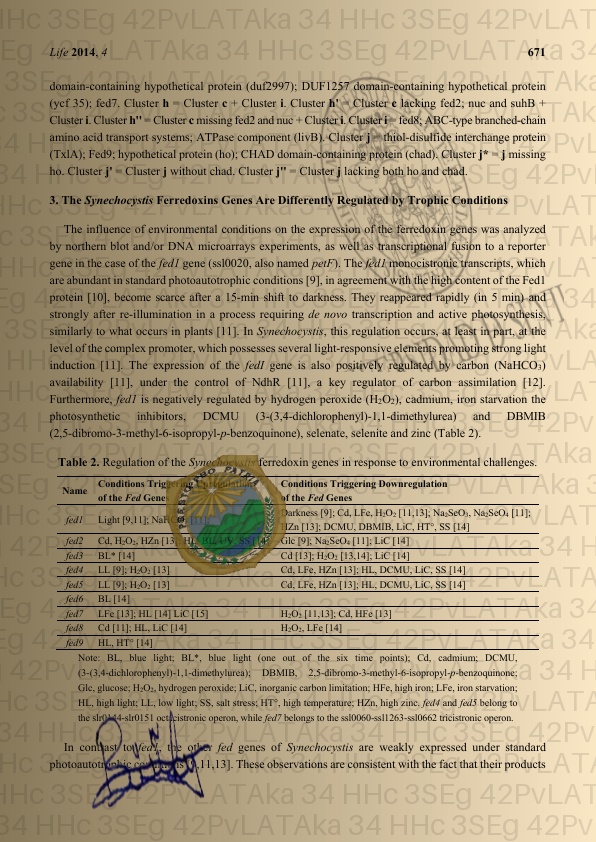 Life 2014, 4 671
domain-containing hypothetical protein (duf2997); DUF1257 domain-containing hypothetical protein
(ycf 35); fed7. Cluster h = Cluster c + Cluster i. Cluster h' = Cluster c lacking fed2; nuc and suhB +
Cluster i. Cluster h'' = Cluster c missing fed2 and nuc + Cluster i. Cluster i = fed8; ABC-type branched-chain
amino acid transport systems; ATPase component (livB). Cluster j = thiol-disulfide interchange protein
(TxlA); Fed9; hypothetical protein (ho); CHAD domain-containing protein (chad). Cluster j* = j missing
ho. Cluster j' = Cluster j without chad. Cluster j'' = Cluster j lacking both ho and chad.
3. The Synechocystis Ferredoxins Genes Are Differently Regulated by Trophic Conditions
The influence of environmental conditions on the expression of the ferredoxin genes was analyzed
by northern blot and/or DNA microarrays experiments, as well as transcriptional fusion to a reporter
gene in the case of the fed1 gene (ssl0020, also named petF). The fed1 monocistronic transcripts, which
are abundant in standard photoautotrophic conditions [9], in agreement with the high content of the Fed1
protein [10], become scarce after a 15-min shift to darkness. They reappeared rapidly (in 5 min) and
strongly after re-illumination in a process requiring de novo transcription and active photosynthesis,
similarly to what occurs in plants [11]. In Synechocystis, this regulation occurs, at least in part, at the
level of the complex promoter, which possesses several light-responsive elements promoting strong light
induction [11]. The expression of the fedI gene is also positively regulated by carbon (NaHCO₃)
availability [11], under the control of NdhR [11], a key regulator of carbon assimilation [12].
Furthermore, fed1 is negatively regulated by hydrogen peroxide (H₂O₂), cadmium, iron starvation the
photosynthetic inhibitors, DCMU (3-(3,4-dichlorophenyl)-1,1-dimethylurea) and DBMIB
(2,5-dibromo-3-methyl-6-isopropyl-p-benzoquinone), selenate, selenite and zinc (Table 2).
Table 2. Regulation of the Synechocystis ferredoxin genes in response to environmental challenges.
Name Conditions Triggering Upregulation of the Fed Genes Conditions Triggering Downregulation of the Fed Genes
fed1 Light [9,11]; NaHCO₃ [11] Darkness [9]; Cd, LFe, H₂O₂ [11,13]; Na₂SeO₃, Na₂SeO₄ [11];
HZn [13]; DCMU, DBMIB, LiC, HT°, SS [14]
fed2 Cd, H₂O₂, HZn [13]; HL, BL, UV, SS [14] Glc [9]; Na₂SeO₄ [11]; LiC [14]
fed3 BL* [14] Cd [13]; H₂O₂ [13,14]; LiC [14]
fed4 LL [9]; H₂O₂ [13] Cd, LFe, HZn [13]; HL, DCMU, LiC, SS [14]
fed5 LL [9]; H₂O₂ [13] Cd, LFe, HZn [13]; HL, DCMU, LiC, SS [14]
fed6 BL [14]
fed7 LFe [13]; HL [14] LiC [15] H₂O₂ [11,13]; Cd, HFe [13]
fed8 Cd [11]; HL, LiC [14] H₂O₂, LFe [14]
fed9 HL, HT° [14]
Note: BL, blue light; BL*, blue light (one out of the six time points); Cd, cadmium; DCMU,
(3-(3,4-dichlorophenyl)-1,1-dimethylurea); DBMIB, 2,5-dibromo-3-methyl-6-isopropyl-p-benzoquinone;
Glc, glucose; H₂O₂, hydrogen peroxide; LiC, inorganic carbon limitation; HFe, high iron; LFe, iron starvation;
HL, high light; LL, low light; SS, salt stress; HT°, high temperature; HZn, high zinc. fed4 and fed5 belong to
the slr0144-slr0151 octacistronic operon, while fed7 belongs to the ssl0060-ssl1263-ssl0662 tricistronic operon.
In contrast to fed1, the other fed genes of Synechocystis are weakly expressed under standard
photoautotrophic conditions [9,11,13]. These observations are consistent with the fact that their products